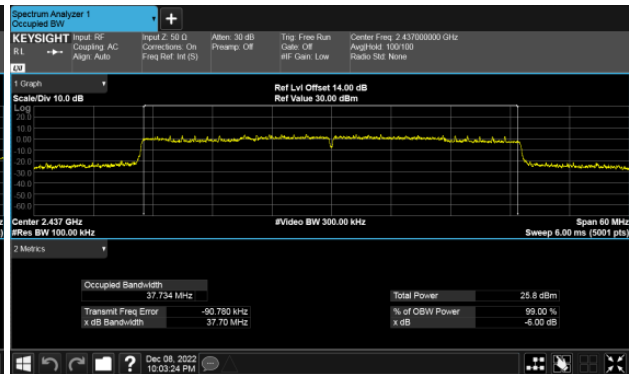 Spectrum Analyzer 1
Occupied BW
KEYSIGHT Input: RF Input Z: 50 Ω Atten: 30 dB Trig: Free Run Center Freq: 2.437000000 GHz
RL Coupling: AC Corrections: On Preamp: Off Gate: Off Avg|Hold: 100/100
Align: Auto Freq Ref: Int (S) #IF Gain: Low Radio Std: None
LXI
1 Graph
Ref Lvl Offset 14.00 dB
Scale/Div 10.0 dB Ref Value 30.00 dBm
Log
20.0
10.0
0.00
-10.0
-20.0
-30.0
-40.0
-50.0
-60.0
Center 2.437 GHz #Video BW 300.00 kHz Span 60 MHz
#Res BW 100.00 kHz Sweep 6.00 ms (5001 pts)
2 Metrics
Occupied Bandwidth
37.734 MHz Total Power 25.8 dBm
Transmit Freq Error -90.780 kHz % of OBW Power 99.00 %
x dB Bandwidth 37.70 MHz x dB -6.00 dB
Dec 08, 2022
10:03:24 PM